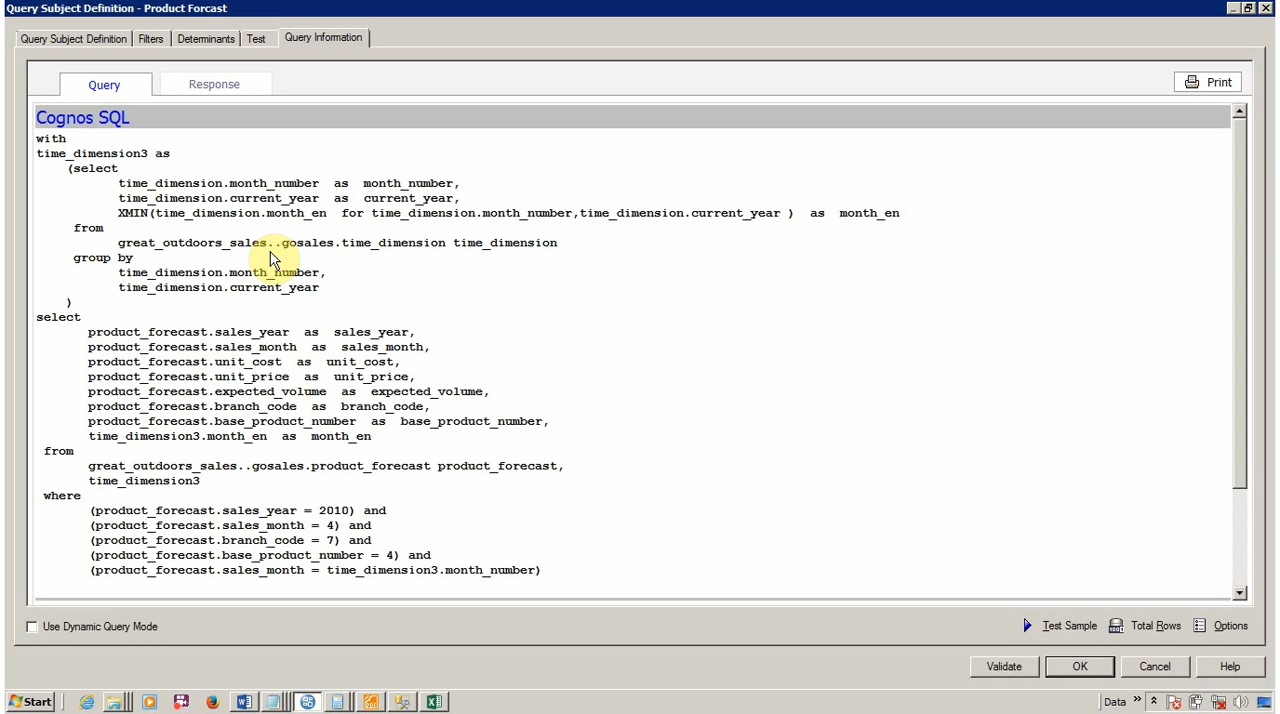 Query Subject Definition - Product Forcast
Query Subject Definition Filters Determinants Test Query Information
Query Response Print
Cognos SQL
with
time_dimension3 as
(select
time_dimension.month_number as month_number,
time_dimension.current_year as current_year,
XMIN(time_dimension.month_en for time_dimension.month_number,time_dimension.current_year ) as month_en
from
great_outdoors_sales..gosales.time_dimension time_dimension
group by
time_dimension.month_number,
time_dimension.current_year
)
select
product_forecast.sales_year as sales_year,
product_forecast.sales_month as sales_month,
product_forecast.unit_cost as unit_cost,
product_forecast.unit_price as unit_price,
product_forecast.expected_volume as expected_volume,
product_forecast.branch_code as branch_code,
product_forecast.base_product_number as base_product_number,
time_dimension3.month_en as month_en
from
great_outdoors_sales..gosales.product_forecast product_forecast,
time_dimension3
where
(product_forecast.sales_year = 2010) and
(product_forecast.sales_month = 4) and
(product_forecast.branch_code = 7) and
(product_forecast.base_product_number = 4) and
(product_forecast.sales_month = time_dimension3.month_number)
Use Dynamic Query Mode Test Sample Total Rows Options
Validate OK Cancel Help
Start Data »